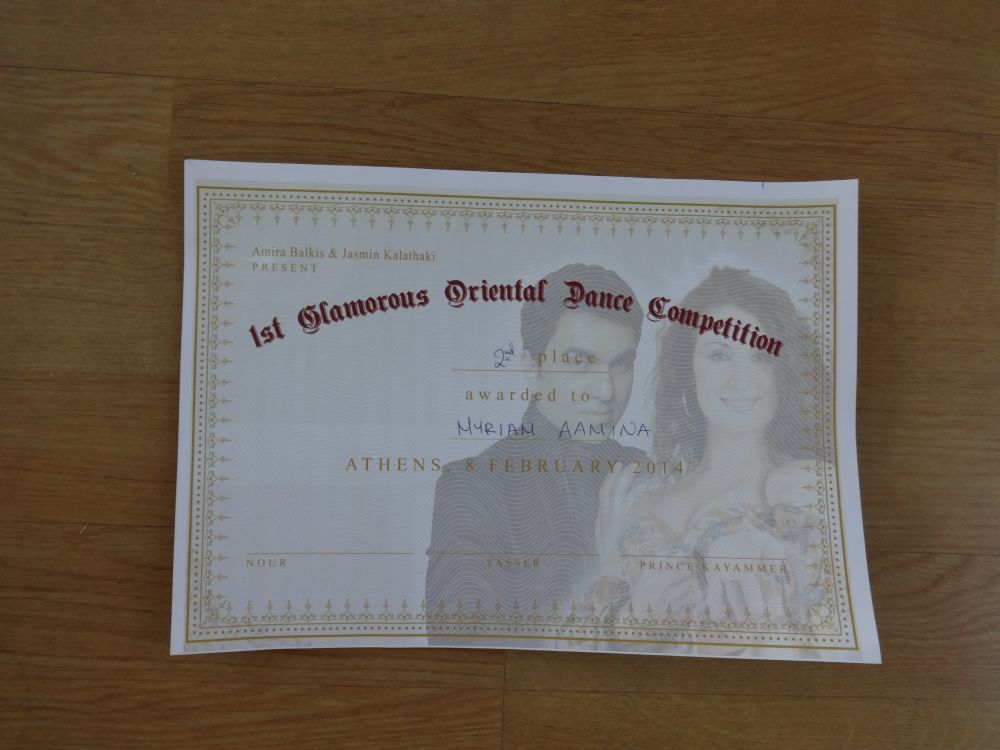 Amira Balkis & Jasmin Kalathaki
PRESENT
1st Glamorous Oriental Dance Competition
2nd place
awarded to
MYRIAM AAMINA
ATHENS, 8 FEBRUARY 2014
NOUR YASSER PRINCE KAYAMMER